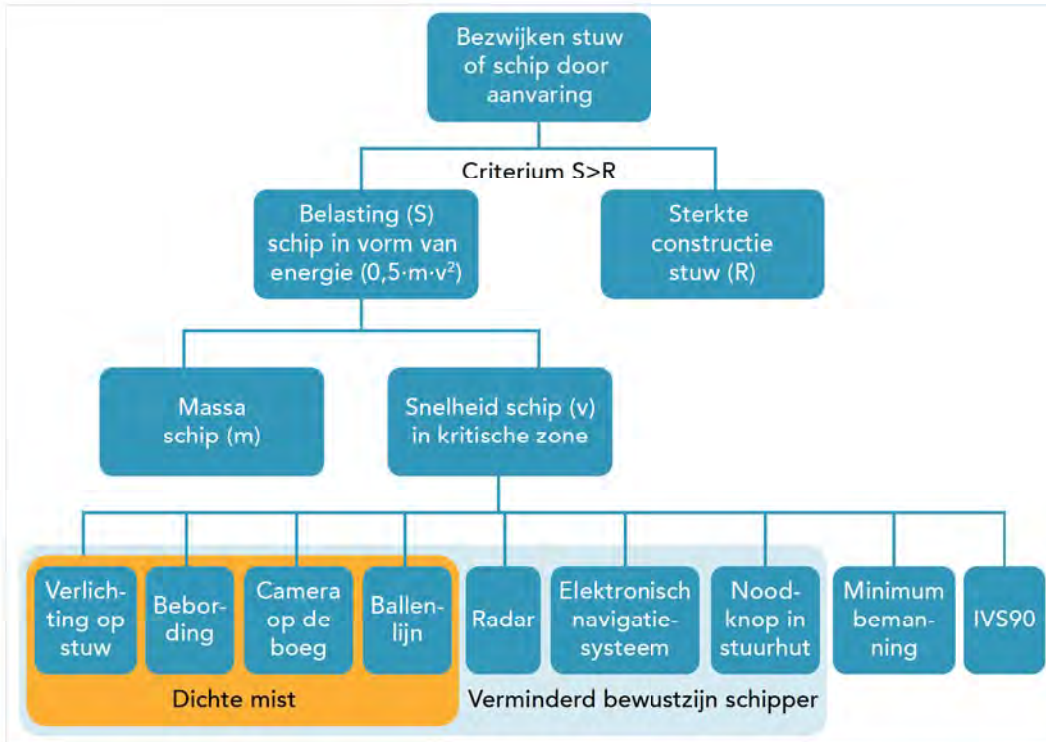 Bezwijken stuw
of schip door
aanvaring
Criterium S>R
Belasting (S)
schip in vorm van
energie (0,5·m·v²)
Sterkte
constructie
stuw (R)
Massa
schip (m)
Snelheid schip (v)
in kritische zone
Verlich-
ting op
stuw
Bebor-
ding
Camera
op de
boeg
Ballen-
lijn
Radar
Elektronisch
navigatie-
systeem
Nood-
knop in
stuurhut
Minimum
beman-
ning
IVS90
Dichte mist
Verminderd bewustzijn schipper